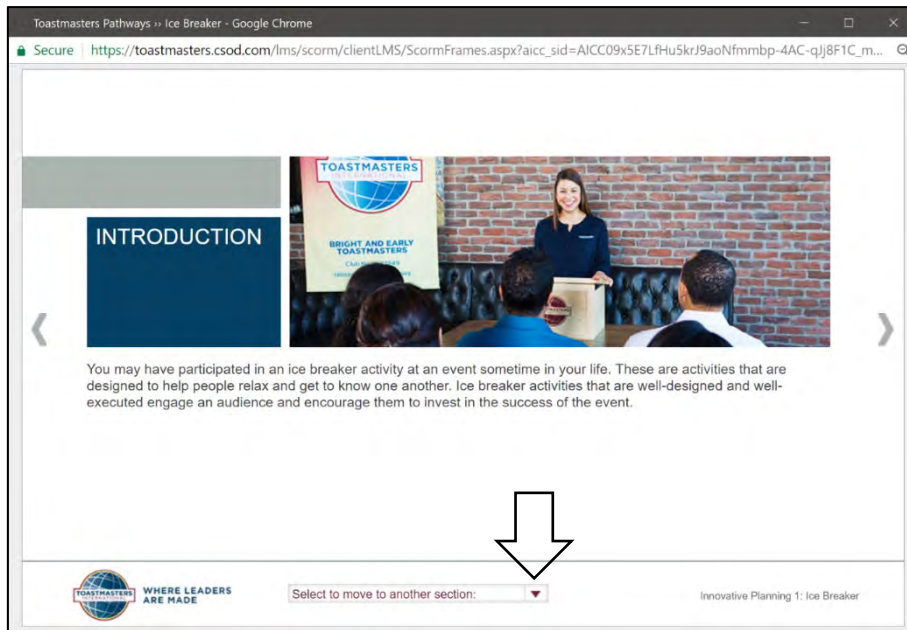 Toastmasters Pathways ›› Ice Breaker - Google Chrome
Secure | https://toastmasters.csod.com/lms/scorm/clientLMS/ScormFrames.aspx?aicc_sid=AICC09x5E7LfHu5krJ9aoNfmmbp-4AC-qJj8F1C_m...
TOASTMASTERS
INTERNATIONAL
BRIGHT AND EARLY
TOASTMASTERS
INTRODUCTION
You may have participated in an ice breaker activity at an event sometime in your life. These are activities that are
designed to help people relax and get to know one another. Ice breaker activities that are well-designed and well-
executed engage an audience and encourage them to invest in the success of the event.
TOASTMASTERS
INTERNATIONAL
WHERE LEADERS
ARE MADE
Select to move to another section:
Innovative Planning 1: Ice Breaker